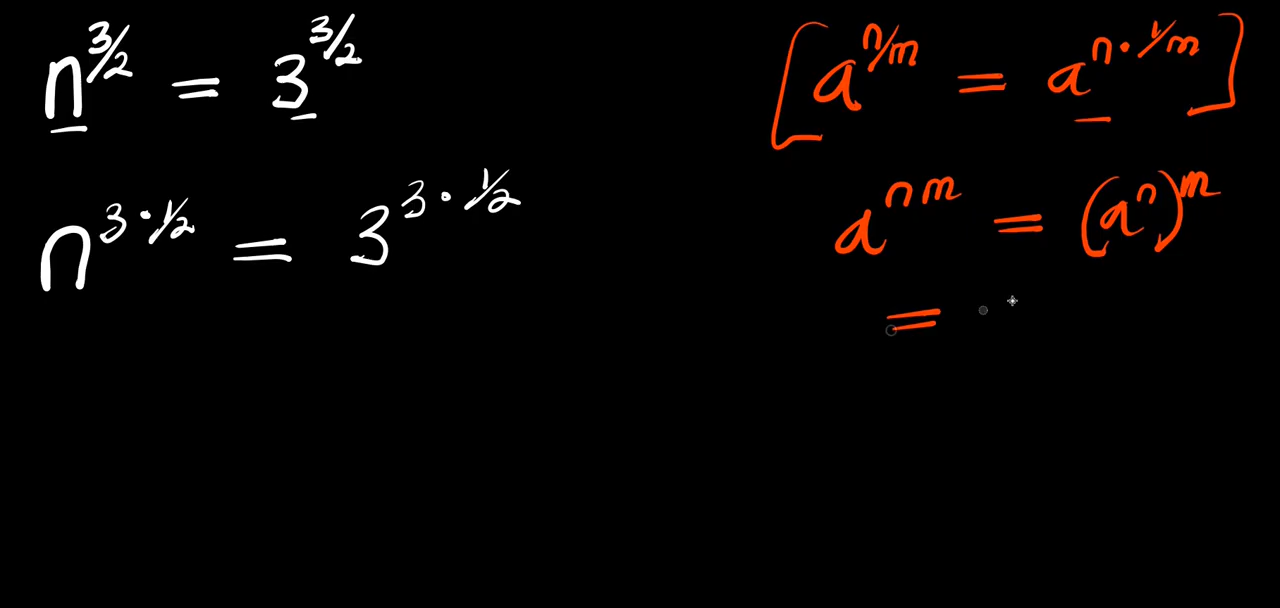 n^{3/2} = 3^{3/2}
n^{3·1/2} = 3^{3·1/2}
[a^{n/m} = a^{n·1/m}]
a^{nm} = (a^n)^m
=